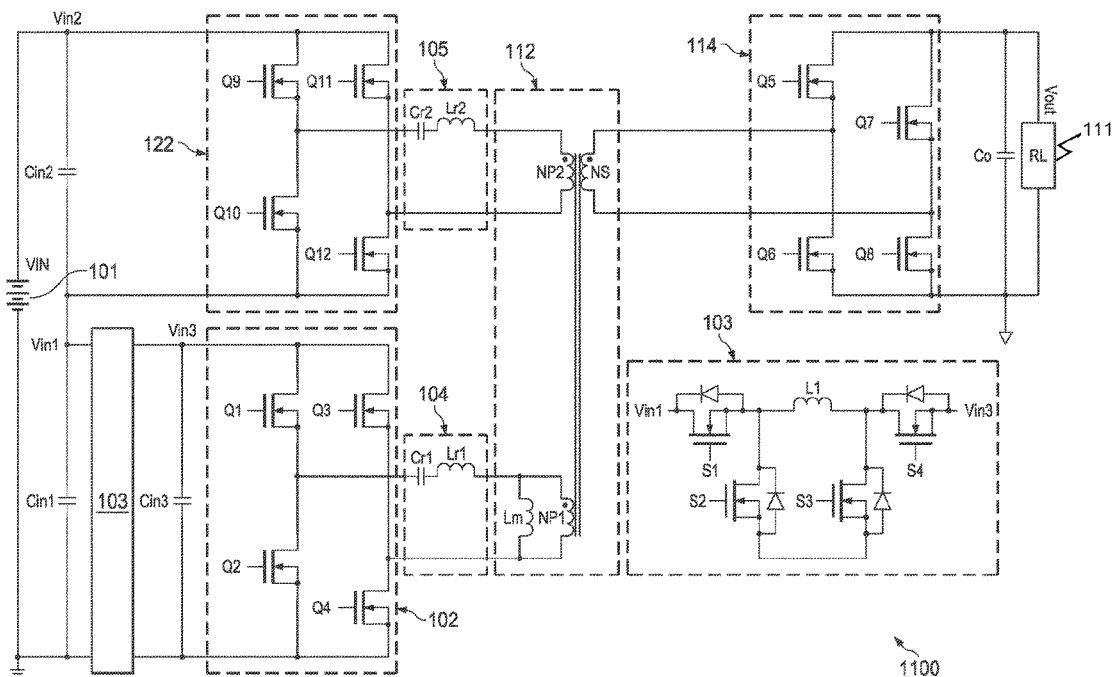 Vin2
Q9
Q11
105
112
114
Q5
Cr2
Lr2
122
Cin2
NP2
NS
Q7
Co
Vout
RL
111
Q10
Q12
Q6
Q8
VIN
101
Vin1
Vin3
103
Vin1
L1
Vin3
S1
S4
S2
S3
Q1
Q3
104
Cr1
Lr1
Cin1
103
Cin3
Lm
NP1
Q2
Q4
102
1100